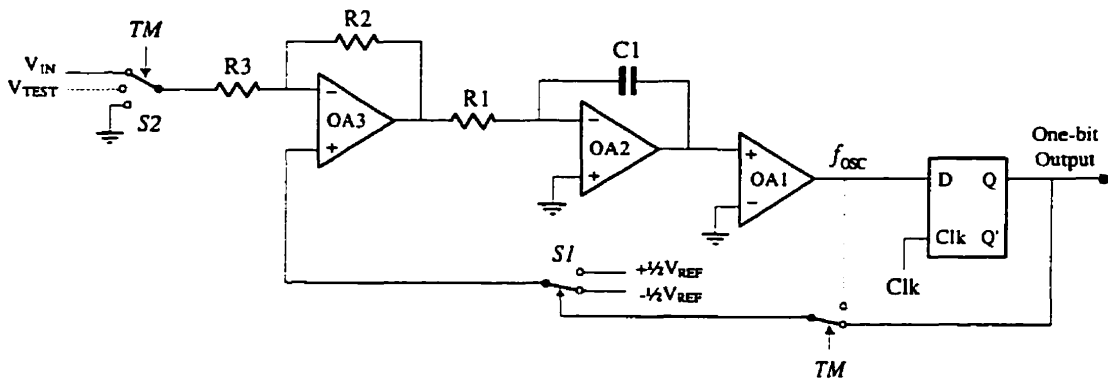 TM
R2
V_IN
V_TEST
R3
S2
−
OA3
+
R1
C1
−
OA2
+
+
OA1
−
f_OSC
D Q
Clk Q'
Clk
One-bit
Output
S1
+½V_REF
-½V_REF
TM